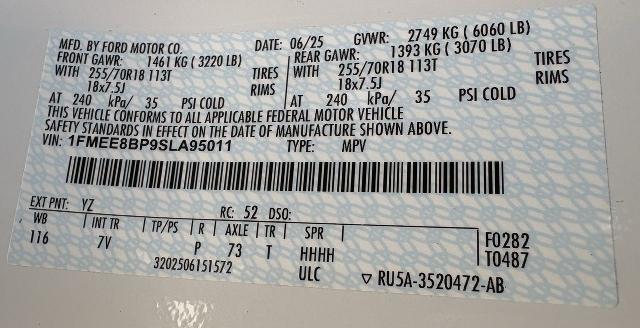 MFD. BY FORD MOTOR CO. DATE: 06/25 GVWR: 2749 KG ( 6060 LB)
FRONT GAWR: 1461 KG ( 3220 LB) REAR GAWR: 1393 KG ( 3070 LB)
WITH 255/70R18 113T TIRES WITH 255/70R18 113T TIRES
18x7.5J RIMS 18x7.5J RIMS
AT 240 kPa/ 35 PSI COLD AT 240 kPa/ 35 PSI COLD
THIS VEHICLE CONFORMS TO ALL APPLICABLE FEDERAL MOTOR VEHICLE
SAFETY STANDARDS IN EFFECT ON THE DATE OF MANUFACTURE SHOWN ABOVE.
VIN: 1FMEE8BP9SLA95011 TYPE: MPV
EXT PNT: YZ RC: 52 DSO:
WB INT TR TP/PS R AXLE TR SPR F0282
116 7V P 73 T HHHH T0487
3202506151572 ULC ▽ RU5A-3520472-AB